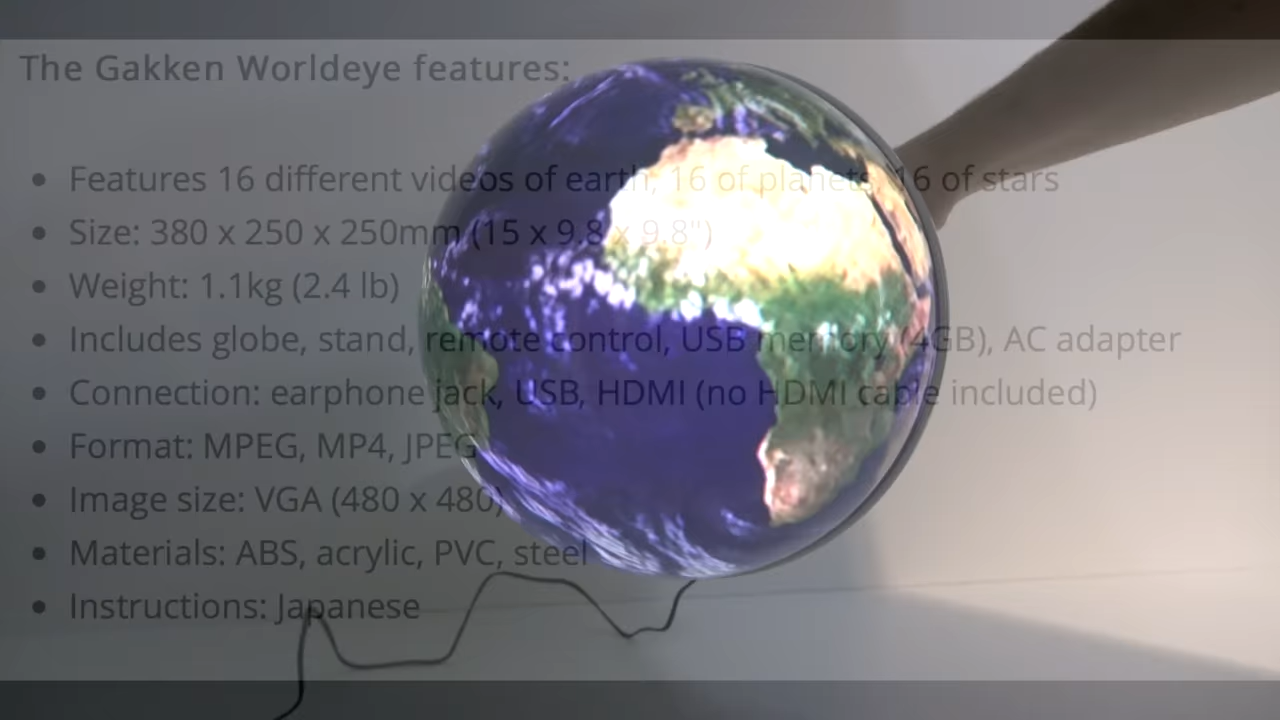 The Gakken Worldeye features:
• Features 16 different videos of earth, 16 of planets, 16 of stars
• Size: 380 x 250 x 250mm (15 x 9.8 x 9.8")
• Weight: 1.1kg (2.4 lb)
• Includes globe, stand, remote control, USB memory (4GB), AC adapter
• Connection: earphone jack, USB, HDMI (no HDMI cable included)
• Format: MPEG, MP4, JPEG
• Image size: VGA (480 x 480)
• Materials: ABS, acrylic, PVC, steel
• Instructions: Japanese